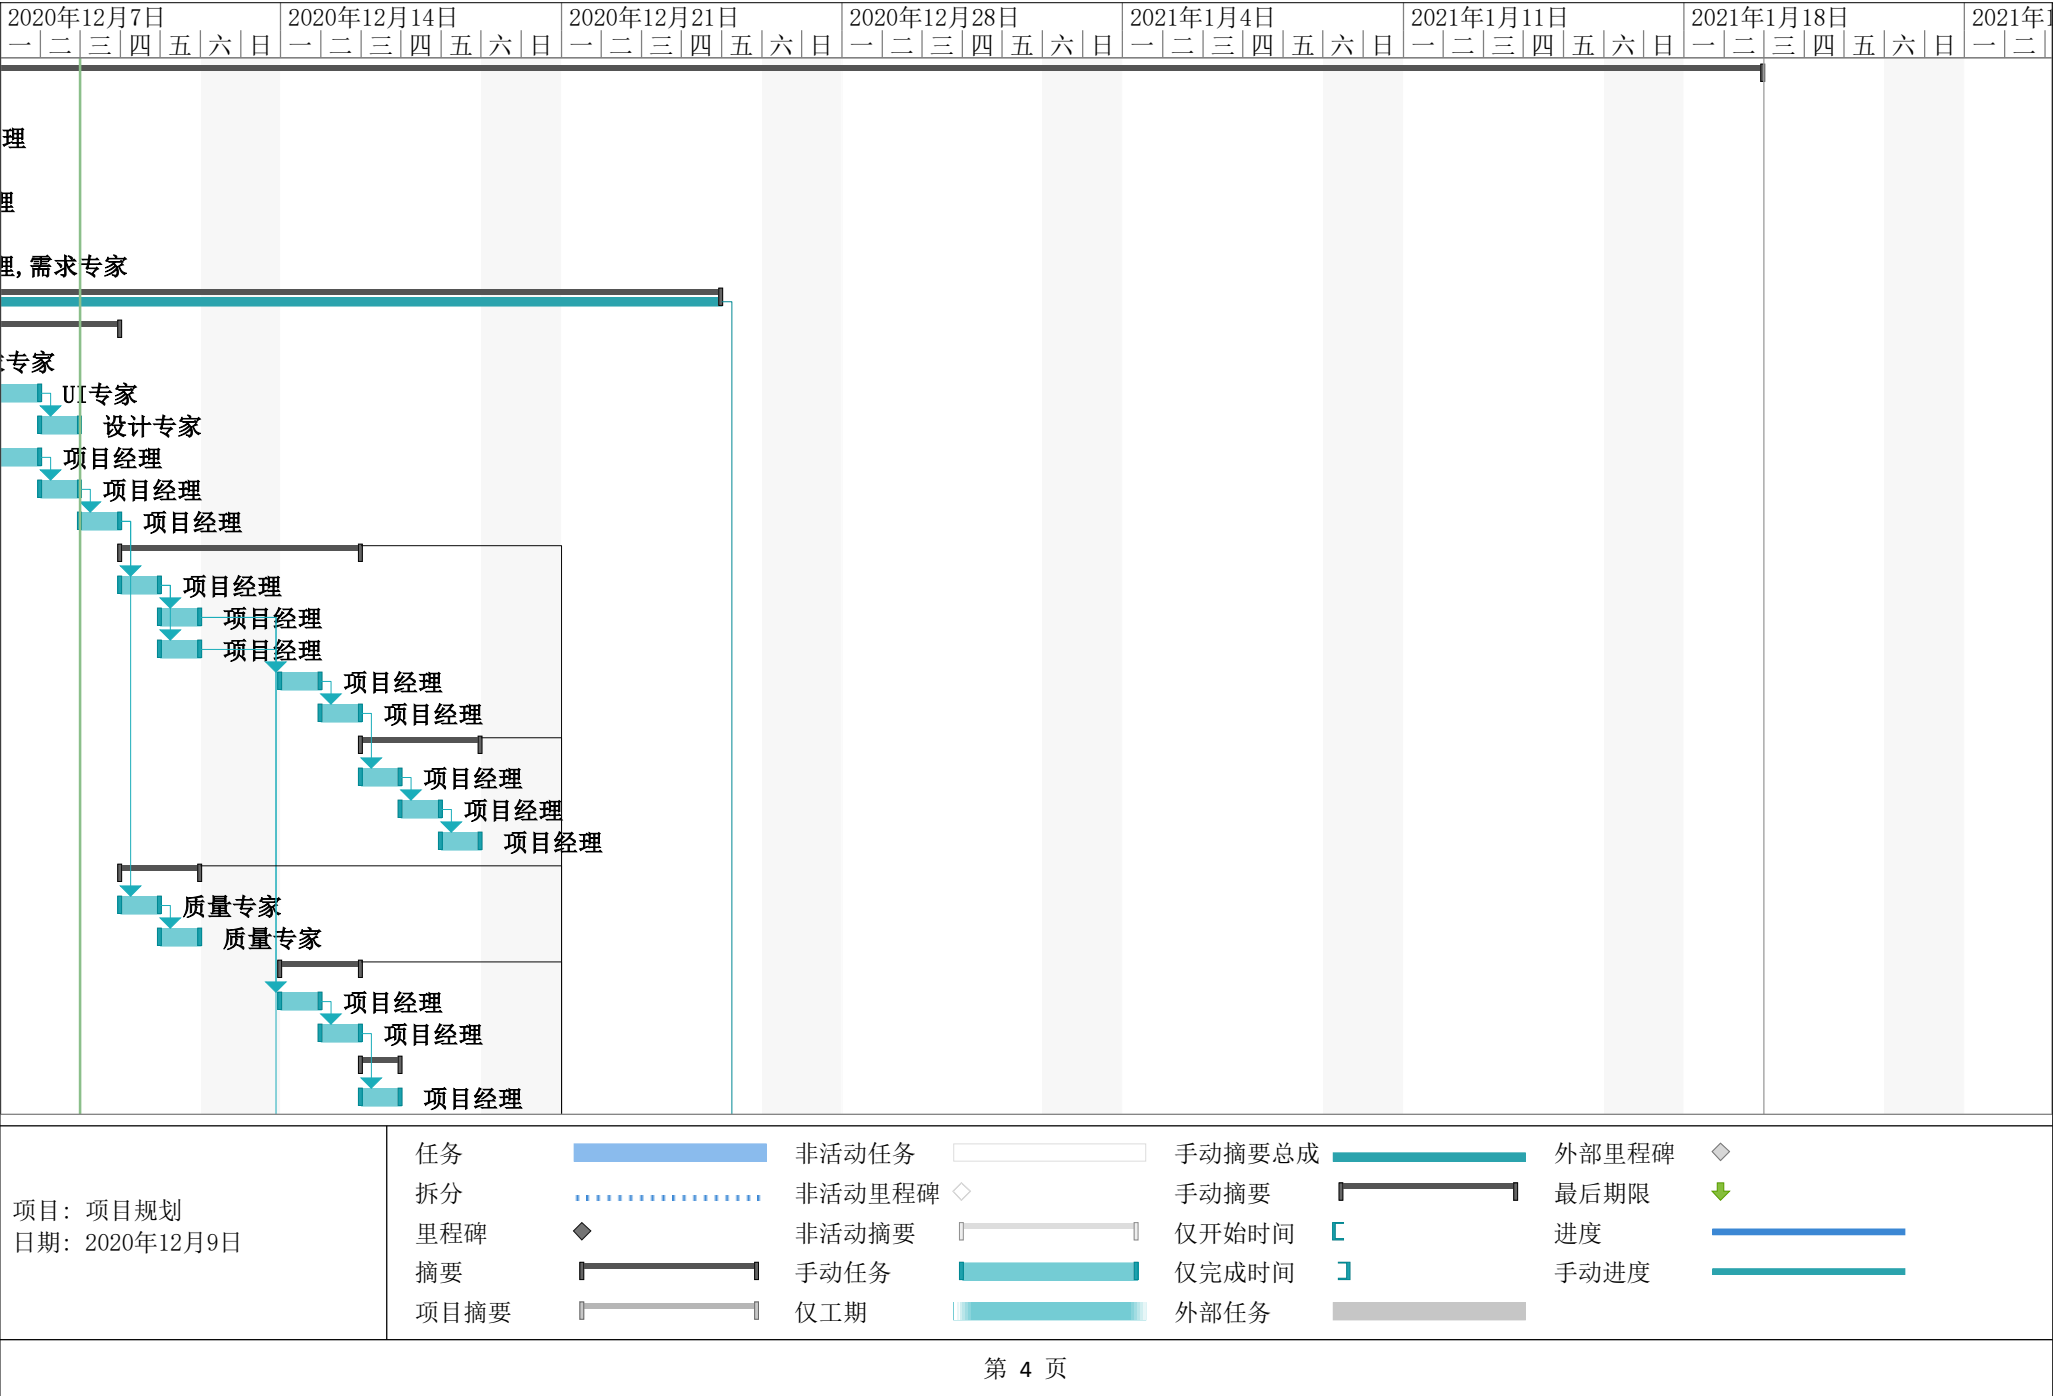 2020年12月7日 2020年12月14日 2020年12月21日 2020年12月28日 2021年1月4日 2021年1月11日 2021年1月18日 2021年1
一 二 三 四 五 六 日 一 二 三 四 五 六 日 一 二 三 四 五 六 日 一 二 三 四 五 六 日 一 二 三 四 五 六 日 一 二 三 四 五 六 日 一 二 三 四 五 六 日 一 二
理
理
理,需求专家
专家
UI专家
设计专家
项目经理
项目经理
项目经理
项目经理
项目经理
项目经理
项目经理
项目经理
项目经理
项目经理
项目经理
质量专家
质量专家
项目经理
项目经理
项目经理
任务 非活动任务 手动摘要总成 外部里程碑
拆分 非活动里程碑 手动摘要 最后期限
项目: 项目规划
日期: 2020年12月9日
里程碑 非活动摘要 仅开始时间 进度
摘要 手动任务 仅完成时间 手动进度
项目摘要 仅工期 外部任务
第 4 页